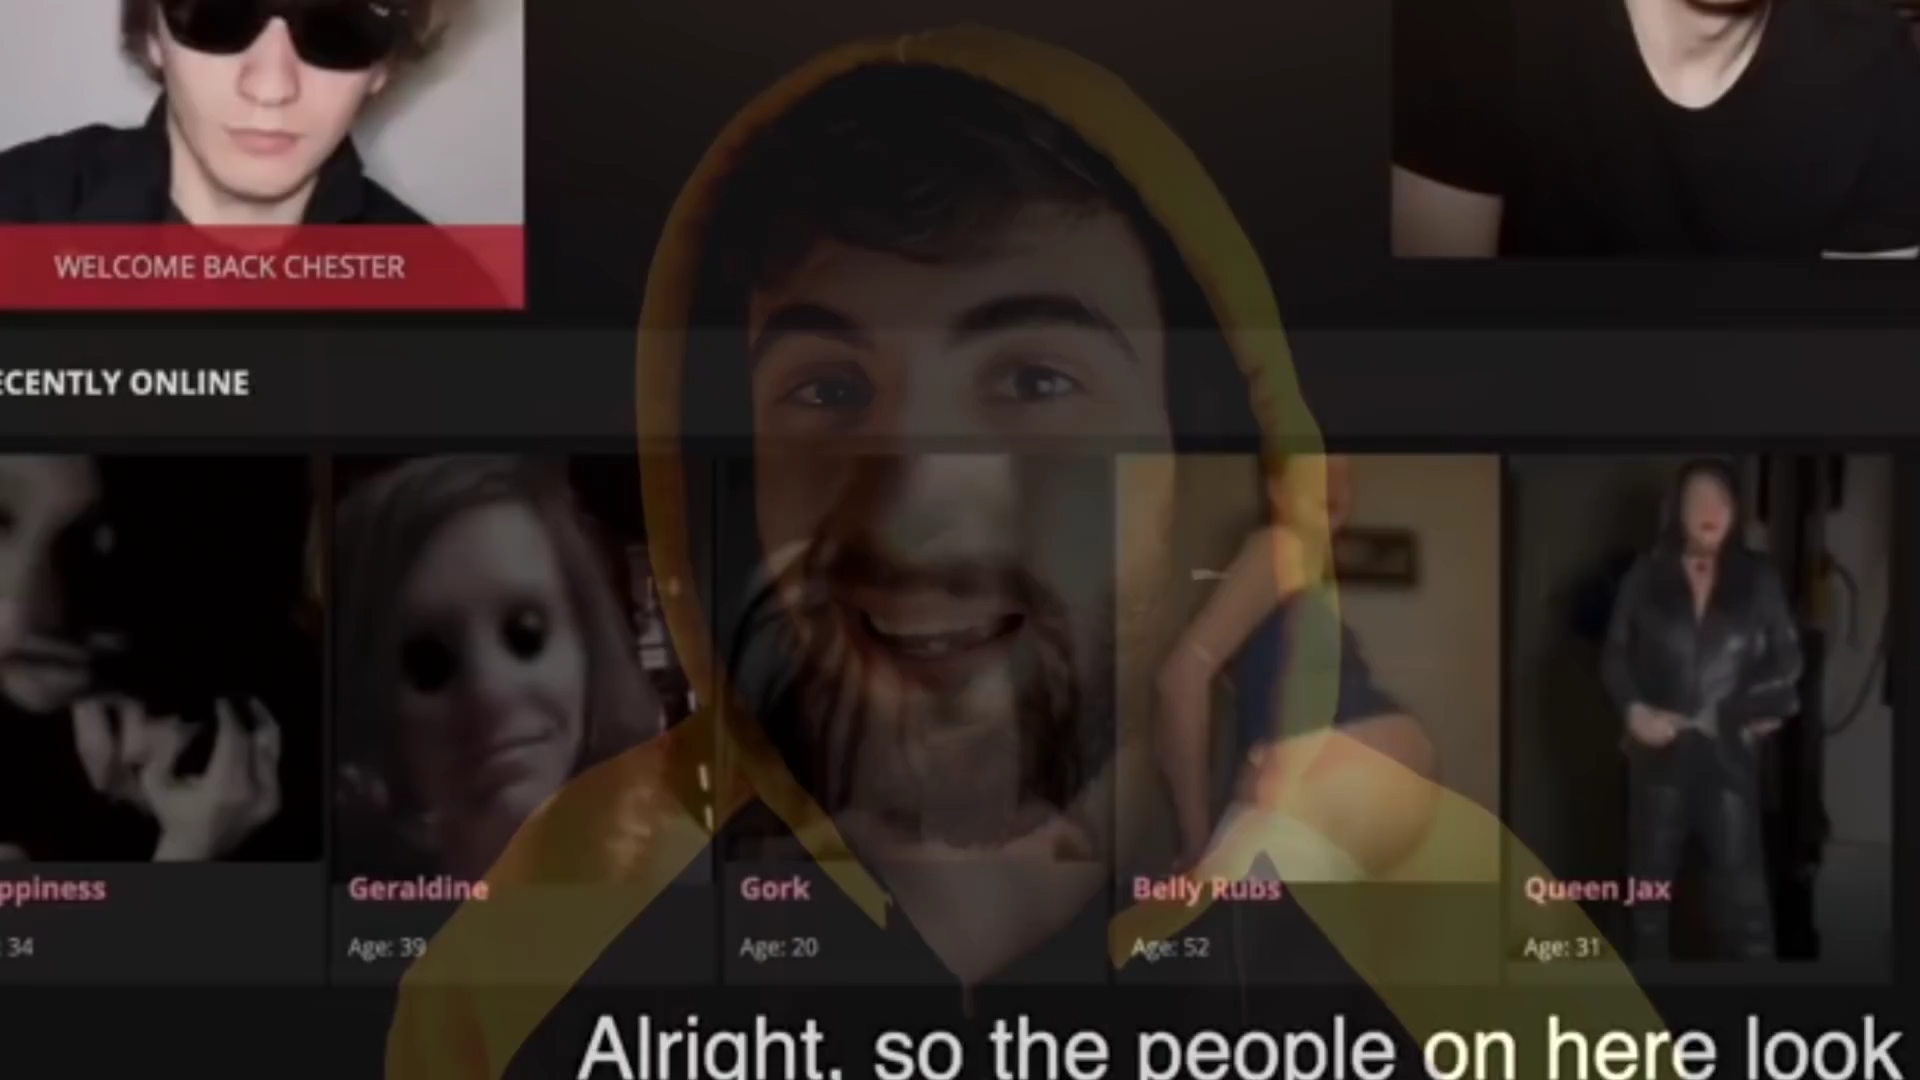 WELCOME BACK CHESTER
ECENTLY ONLINE
ppiness
Geraldine
Gork
Belly Rubs
Queen Jax
: 34
Age: 39
Age: 20
Age: 52
Age: 31
Alright, so the people on here look